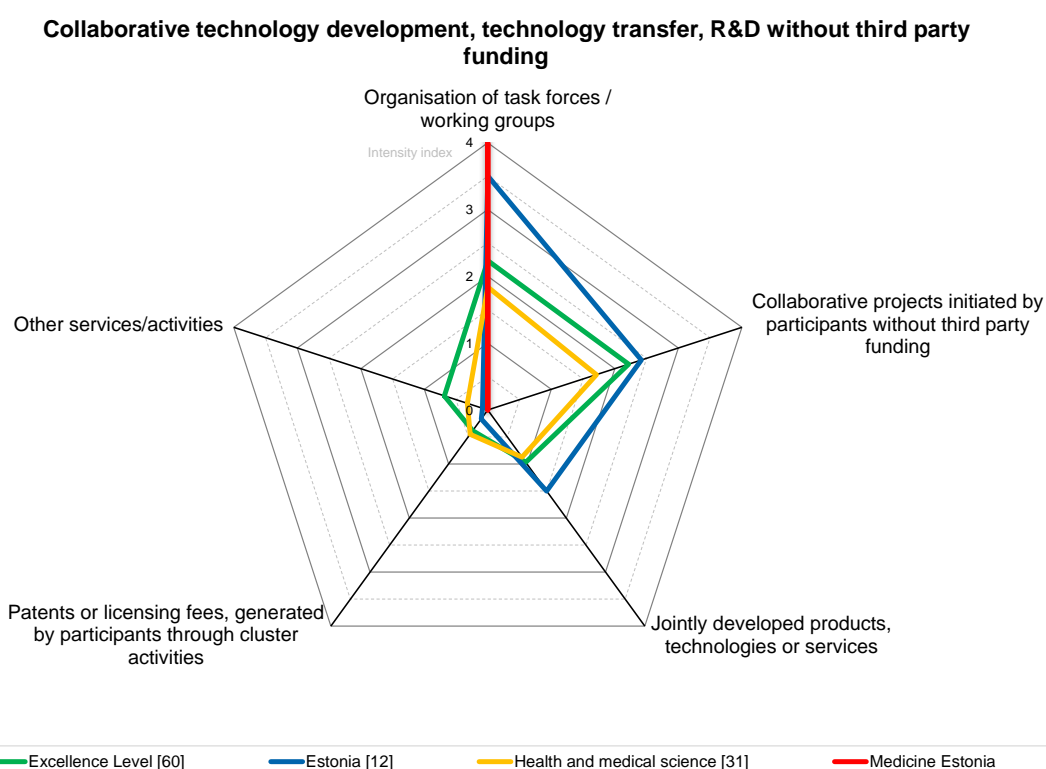 Collaborative technology development, technology transfer, R&D without third party
funding
Organisation of task forces /
working groups
Intensity index
4
3
2
1
0
Collaborative projects initiated by
participants without third party
funding
Other services/activities
Patents or licensing fees, generated
by participants through cluster
activities
Jointly developed products,
technologies or services
Excellence Level [60]
Estonia [12]
Health and medical science [31]
Medicine Estonia